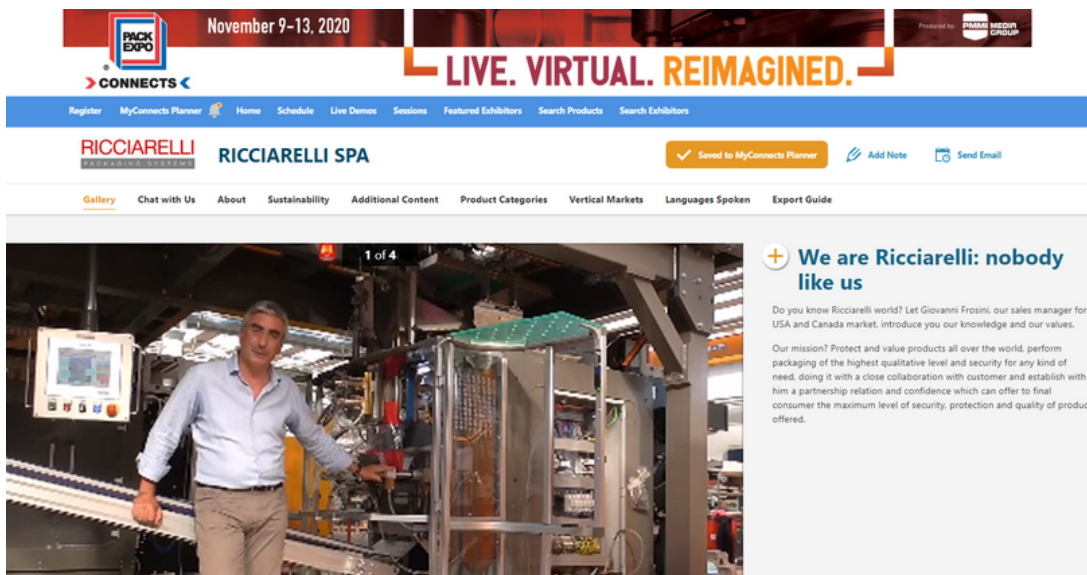 PACK
EXPO
CONNECTS
November 9–13, 2020
Produced by: PMMI MEDIA
GROUP
LIVE. VIRTUAL. REIMAGINED.
Register MyConnects Planner Home Schedule Live Demos Sessions Featured Exhibitors Search Products Search Exhibitors
RICCIARELLI
PACKAGING SYSTEMS
RICCIARELLI SPA
Saved to MyConnects Planner Add Note Send Email
Gallery Chat with Us About Sustainability Additional Content Product Categories Vertical Markets Languages Spoken Export Guide
1 of 4
We are Ricciarelli: nobody
like us
Do you know Ricciarelli world? Let Giovanni Frosini, our sales manager for
USA and Canada market, introduce you our knowledge and our values.
Our mission? Protect and value products all over the world, perform
packaging of the highest qualitative level and security for any kind of
need, doing it with a close collaboration with customer and establish with
him a partnership relation and confidence which can offer to final
consumer the maximum level of security, protection and quality of produc
offered.